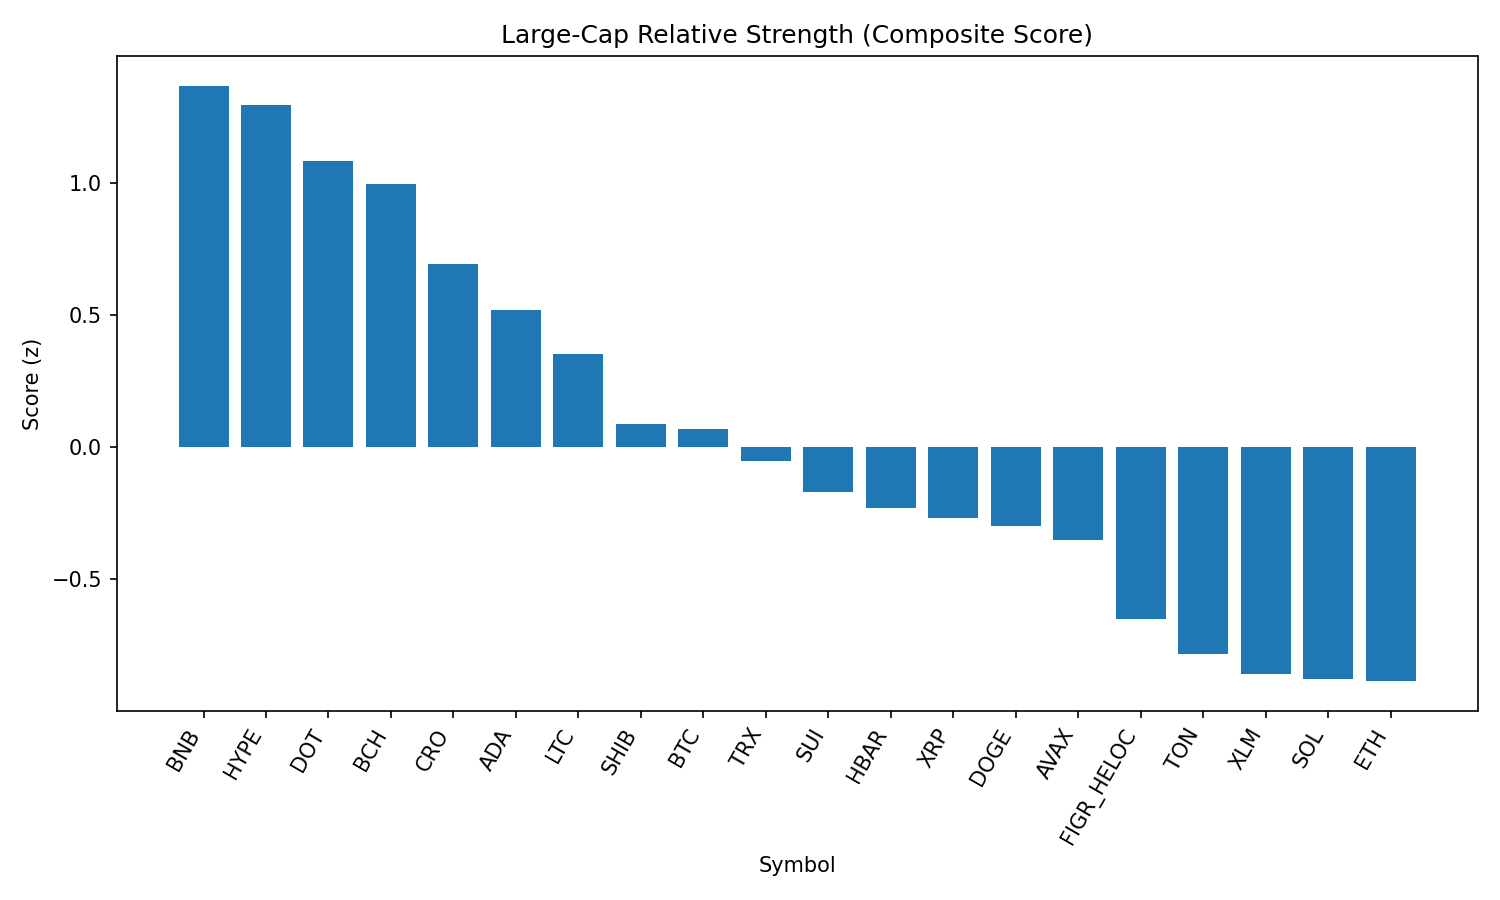 Large-Cap Relative Strength (Composite Score)
Score (z)
1.0
0.5
0.0
−0.5
BNB
HYPE
DOT
BCH
CRO
ADA
LTC
SHIB
BTC
TRX
SUI
HBAR
XRP
DOGE
AVAX
FIGR_HELOC
TON
XLM
SOL
ETH
Symbol